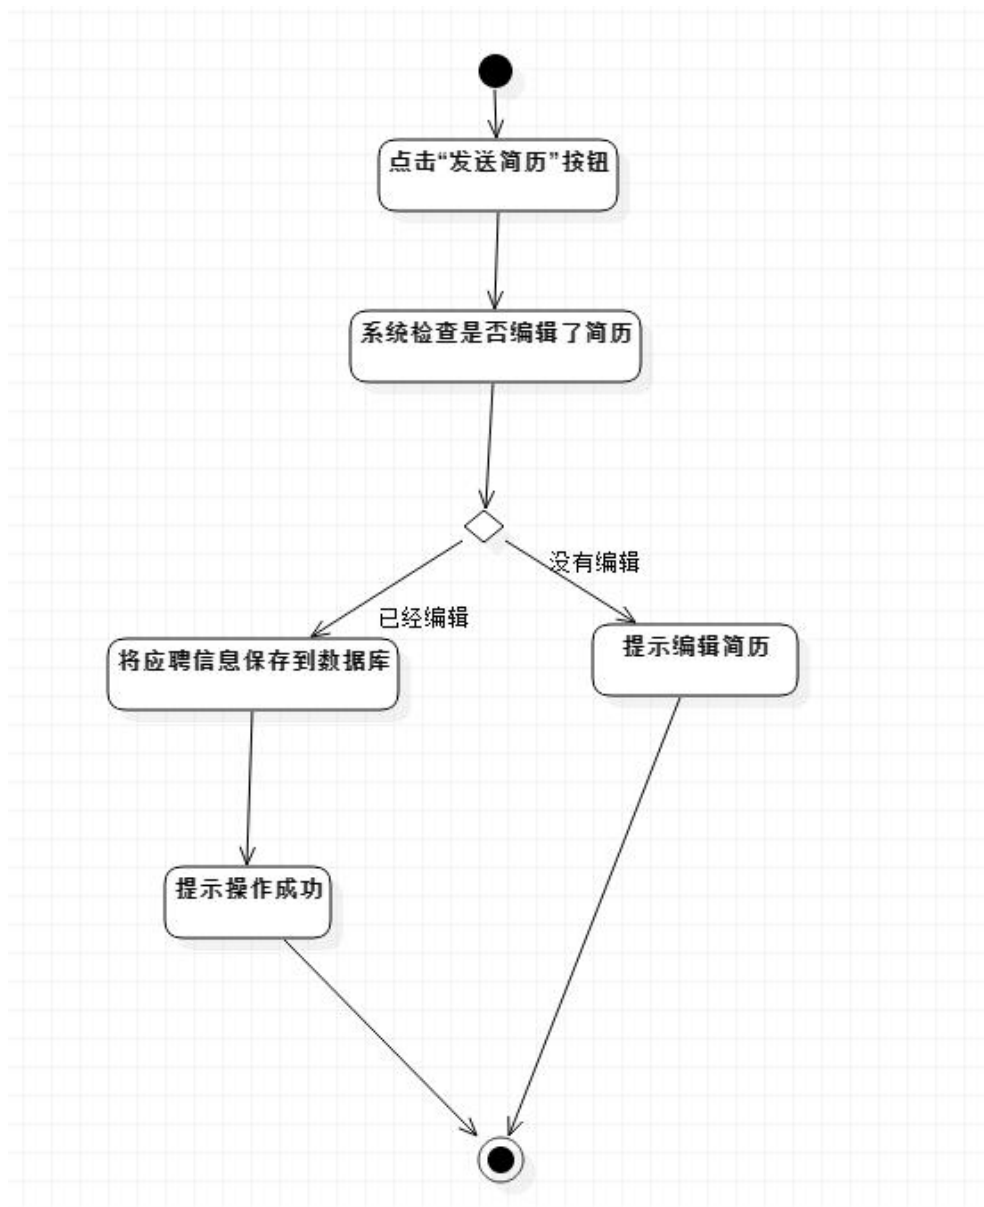 点击“发送简历”按钮
系统检查是否编辑了简历
没有编辑
已经编辑
将应聘信息保存到数据库
提示编辑简历
提示操作成功